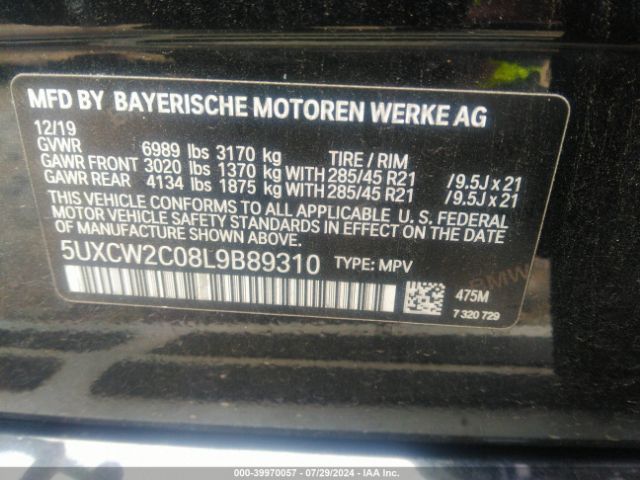 MFD BY BAYERISCHE MOTOREN WERKE AG
12/19
GVWR 6989 lbs 3170 kg TIRE / RIM
GAWR FRONT 3020 lbs 1370 kg WITH 285/45 R21 /9.5J x 21
GAWR REAR 4134 lbs 1875 kg WITH 285/45 R21 /9.5J x 21
THIS VEHICLE CONFORMS TO ALL APPLICABLE U. S. FEDERAL
MOTOR VEHICLE SAFETY STANDARDS IN EFFECT ON THE DATE
OF MANUFACTURE SHOWN ABOVE.
5UXCW2C08L9B89310 TYPE: MPV
BMW
475M
7 320 729
000-39970057 / 07/29/2024 - IAA Inc.